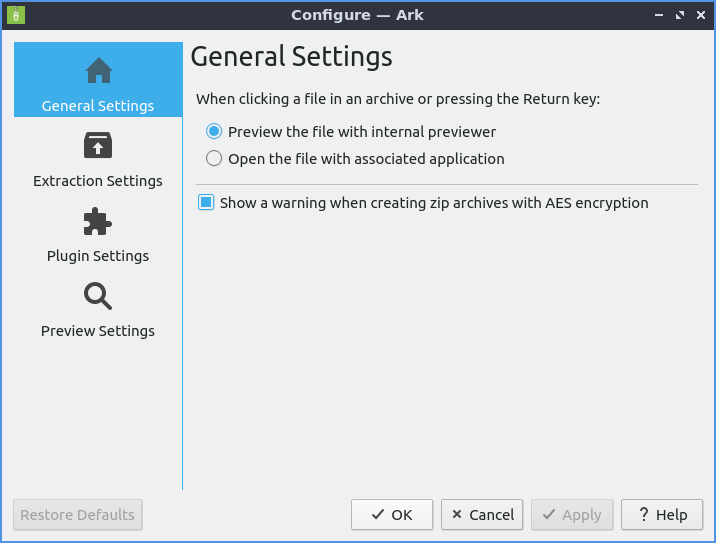 Configure — Ark
General Settings
Extraction Settings
Plugin Settings
Preview Settings
General Settings
When clicking a file in an archive or pressing the Return key:
Preview the file with internal previewer
Open the file with associated application
Show a warning when creating zip archives with AES encryption
Restore Defaults
OK
Cancel
Apply
? Help